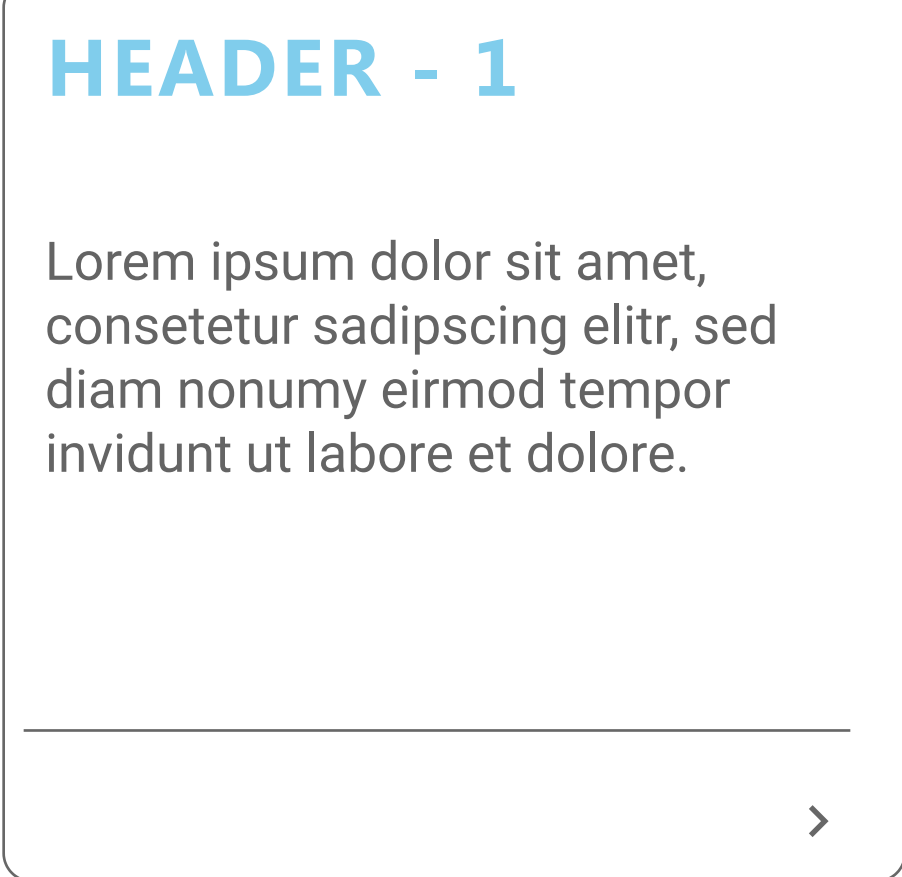 HEADER - 1
Lorem ipsum dolor sit amet,
consetetur sadipscing elitr, sed
diam nonumy eirmod tempor
invidunt ut labore et dolore.